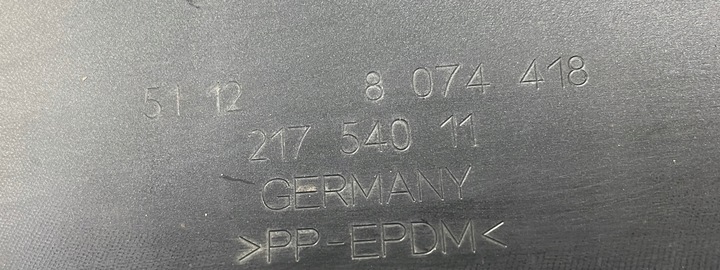 51 12 8 074 418
217 540 11
GERMANY
>PP-EPDM<